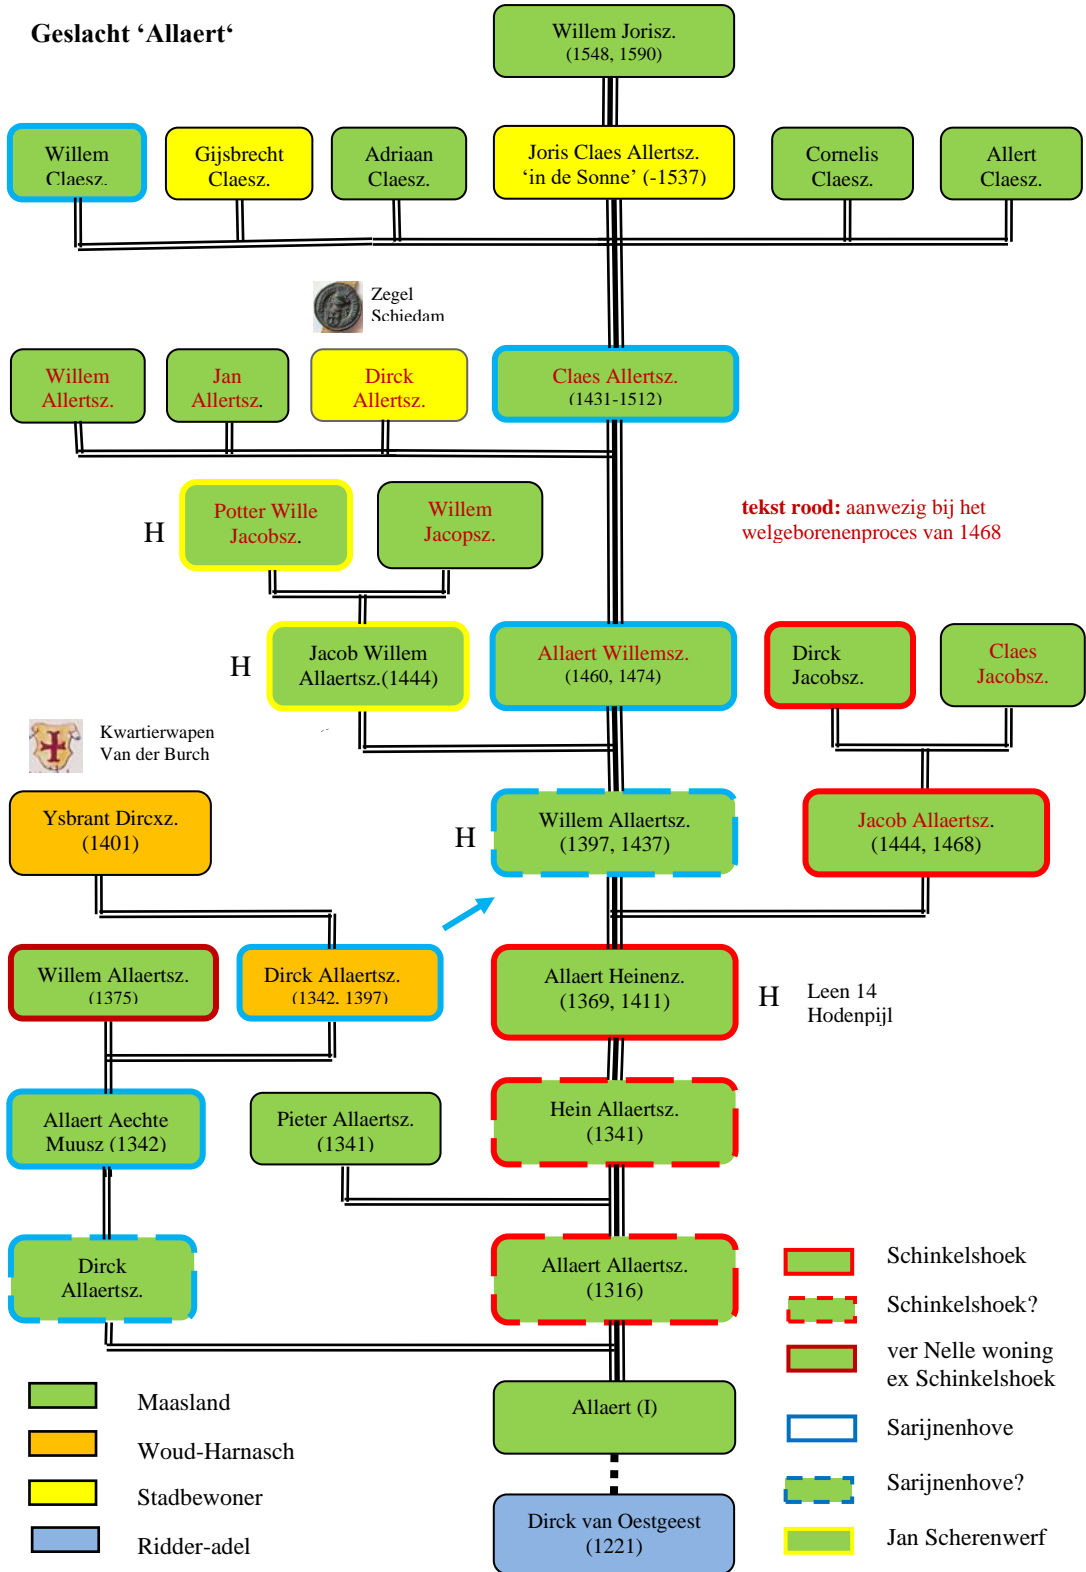 Geslacht ‘Allaert‘
Willem Jorisz.
(1548, 1590)
Willem
Claesz.
Gijsbrecht
Claesz.
Adriaan
Claesz.
Joris Claes Allertsz.
‘in de Sonne’ (-1537)
Cornelis
Claesz.
Allert
Claesz.
Zegel
Schiedam
Willem
Allertsz.
Jan
Allertsz.
Dirck
Allertsz.
Claes Allertsz.
(1431-1512)
Potter Wille
Jacobsz.
Willem
Jacopsz.
H
tekst rood: aanwezig bij het
welgeborenenproces van 1468
Jacob Willem
Allaertsz.(1444)
H
Allaert Willemsz.
(1460, 1474)
Dirck
Jacobsz.
Claes
Jacobsz.
Kwartierwapen
Van der Burch
Ysbrant Dircxz.
(1401)
H
Willem Allaertsz.
(1397, 1437)
Jacob Allaertsz.
(1444, 1468)
Willem Allaertsz.
(1375)
Dirck Allaertsz.
(1342, 1397)
Allaert Heinenz.
(1369, 1411)
H
Leen 14
Hodenpijl
Allaert Aechte
Muusz (1342)
Pieter Allaertsz.
(1341)
Hein Allaertsz.
(1341)
Dirck
Allaertsz.
Allaert Allaertsz.
(1316)
Allaert (I)
Dirck van Oestgeest
(1221)
Maasland
Woud-Harnasch
Stadbewoner
Ridder-adel
Schinkelshoek
Schinkelshoek?
ver Nelle woning
ex Schinkelshoek
Sarijnenhove
Sarijnenhove?
Jan Scherenwerf